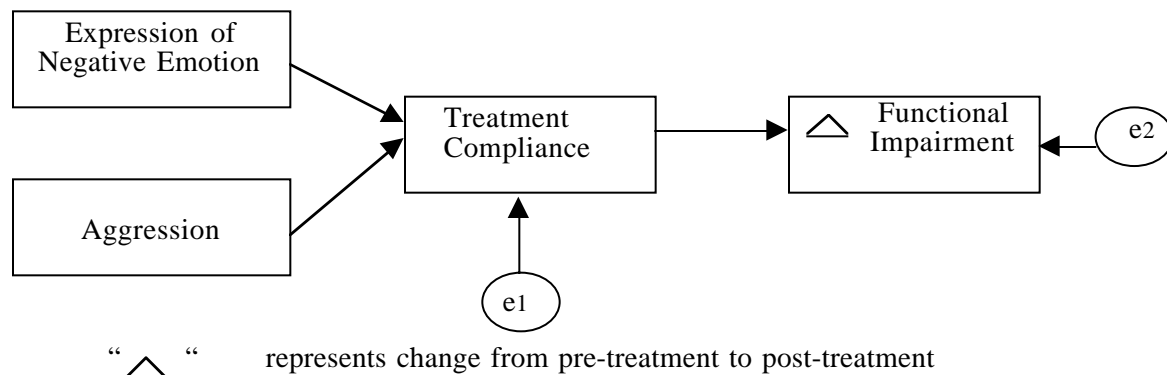 Expression of
Negative Emotion
Treatment
Compliance
Functional
Impairment
e2
Aggression
e1
“ “ represents change from pre-treatment to post-treatment